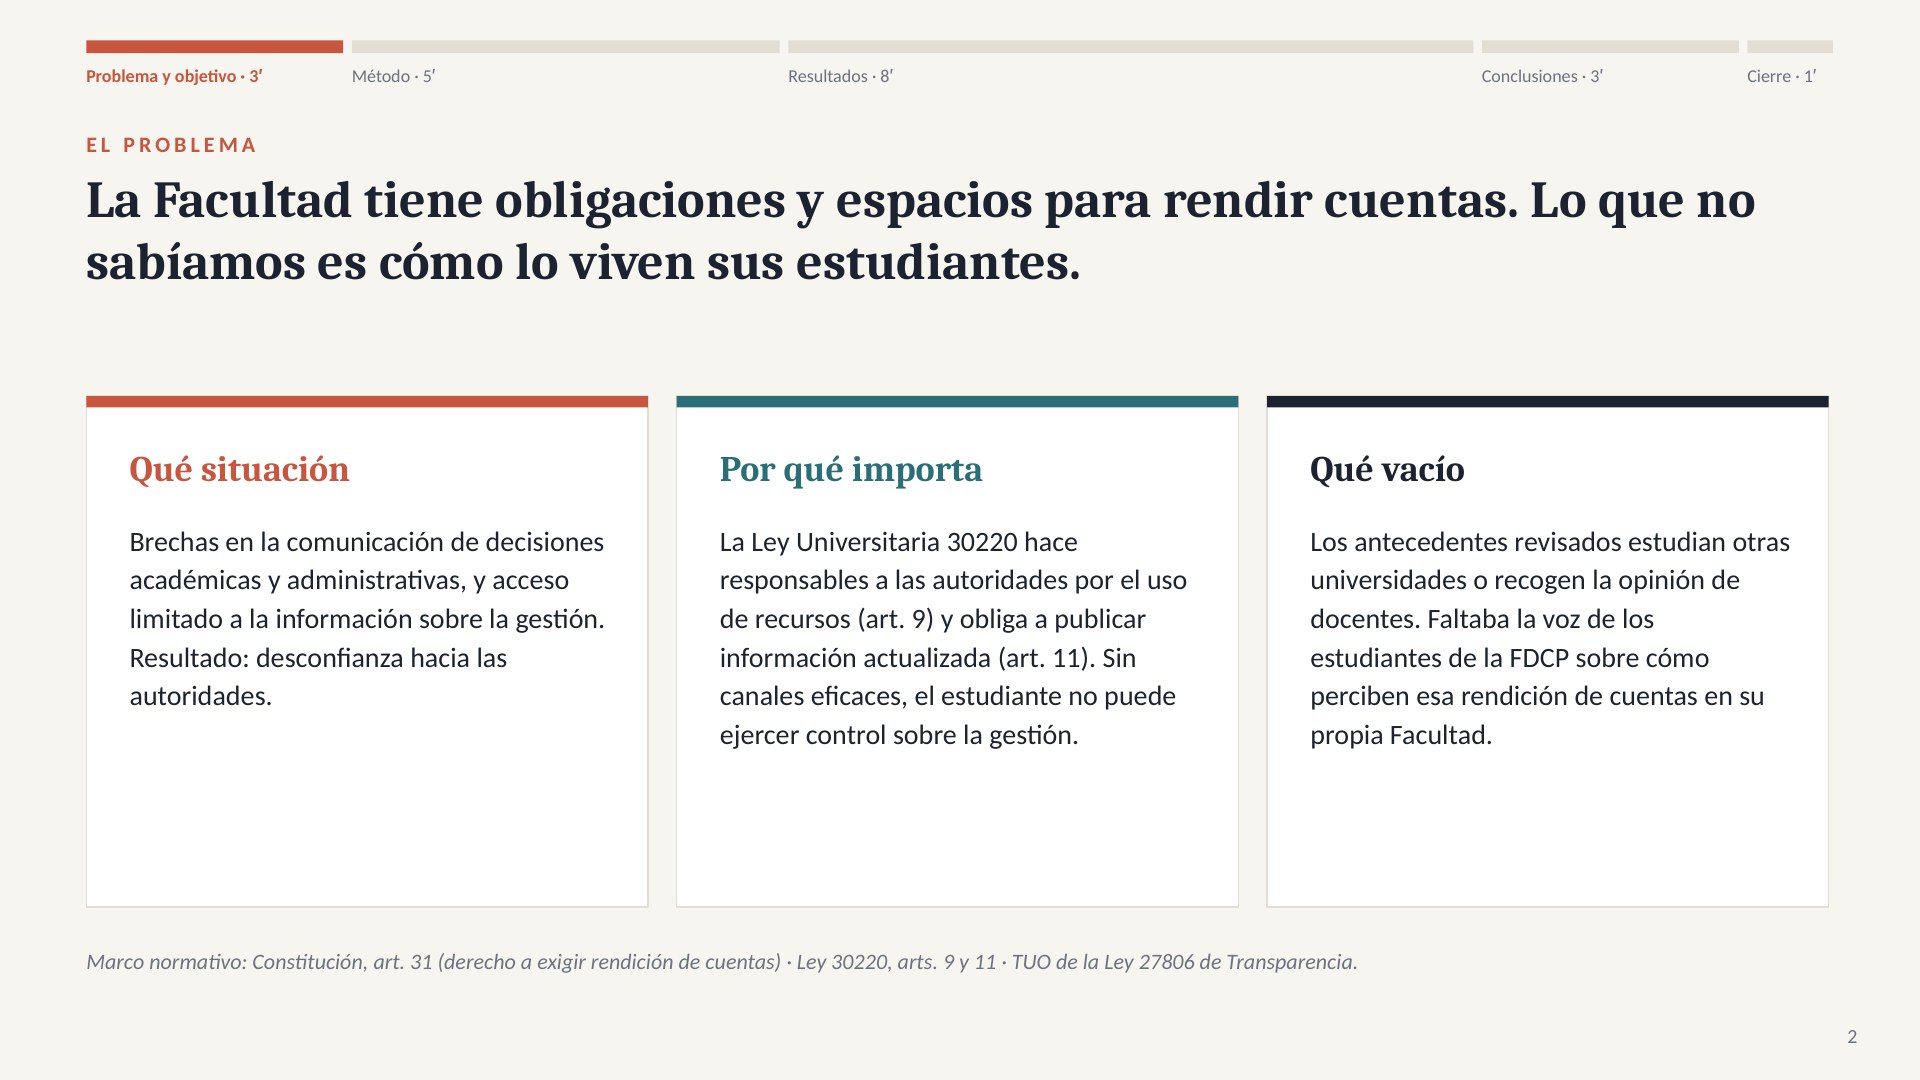 Problema y objetivo · 3′
Método · 5′
Resultados · 8′
Conclusiones · 3′
Cierre · 1′
EL PROBLEMA
La Facultad tiene obligaciones y espacios para rendir cuentas. Lo que no
sabíamos es cómo lo viven sus estudiantes.
Qué situación
Brechas en la comunicación de decisiones
académicas y administrativas, y acceso
limitado a la información sobre la gestión.
Resultado: desconfianza hacia las
autoridades.
Por qué importa
La Ley Universitaria 30220 hace
responsables a las autoridades por el uso
de recursos (art. 9) y obliga a publicar
información actualizada (art. 11). Sin
canales eficaces, el estudiante no puede
ejercer control sobre la gestión.
Qué vacío
Los antecedentes revisados estudian otras
universidades o recogen la opinión de
docentes. Faltaba la voz de los
estudiantes de la FDCP sobre cómo
perciben esa rendición de cuentas en su
propia Facultad.
Marco normativo: Constitución, art. 31 (derecho a exigir rendición de cuentas) · Ley 30220, arts. 9 y 11 · TUO de la Ley 27806 de Transparencia.
2